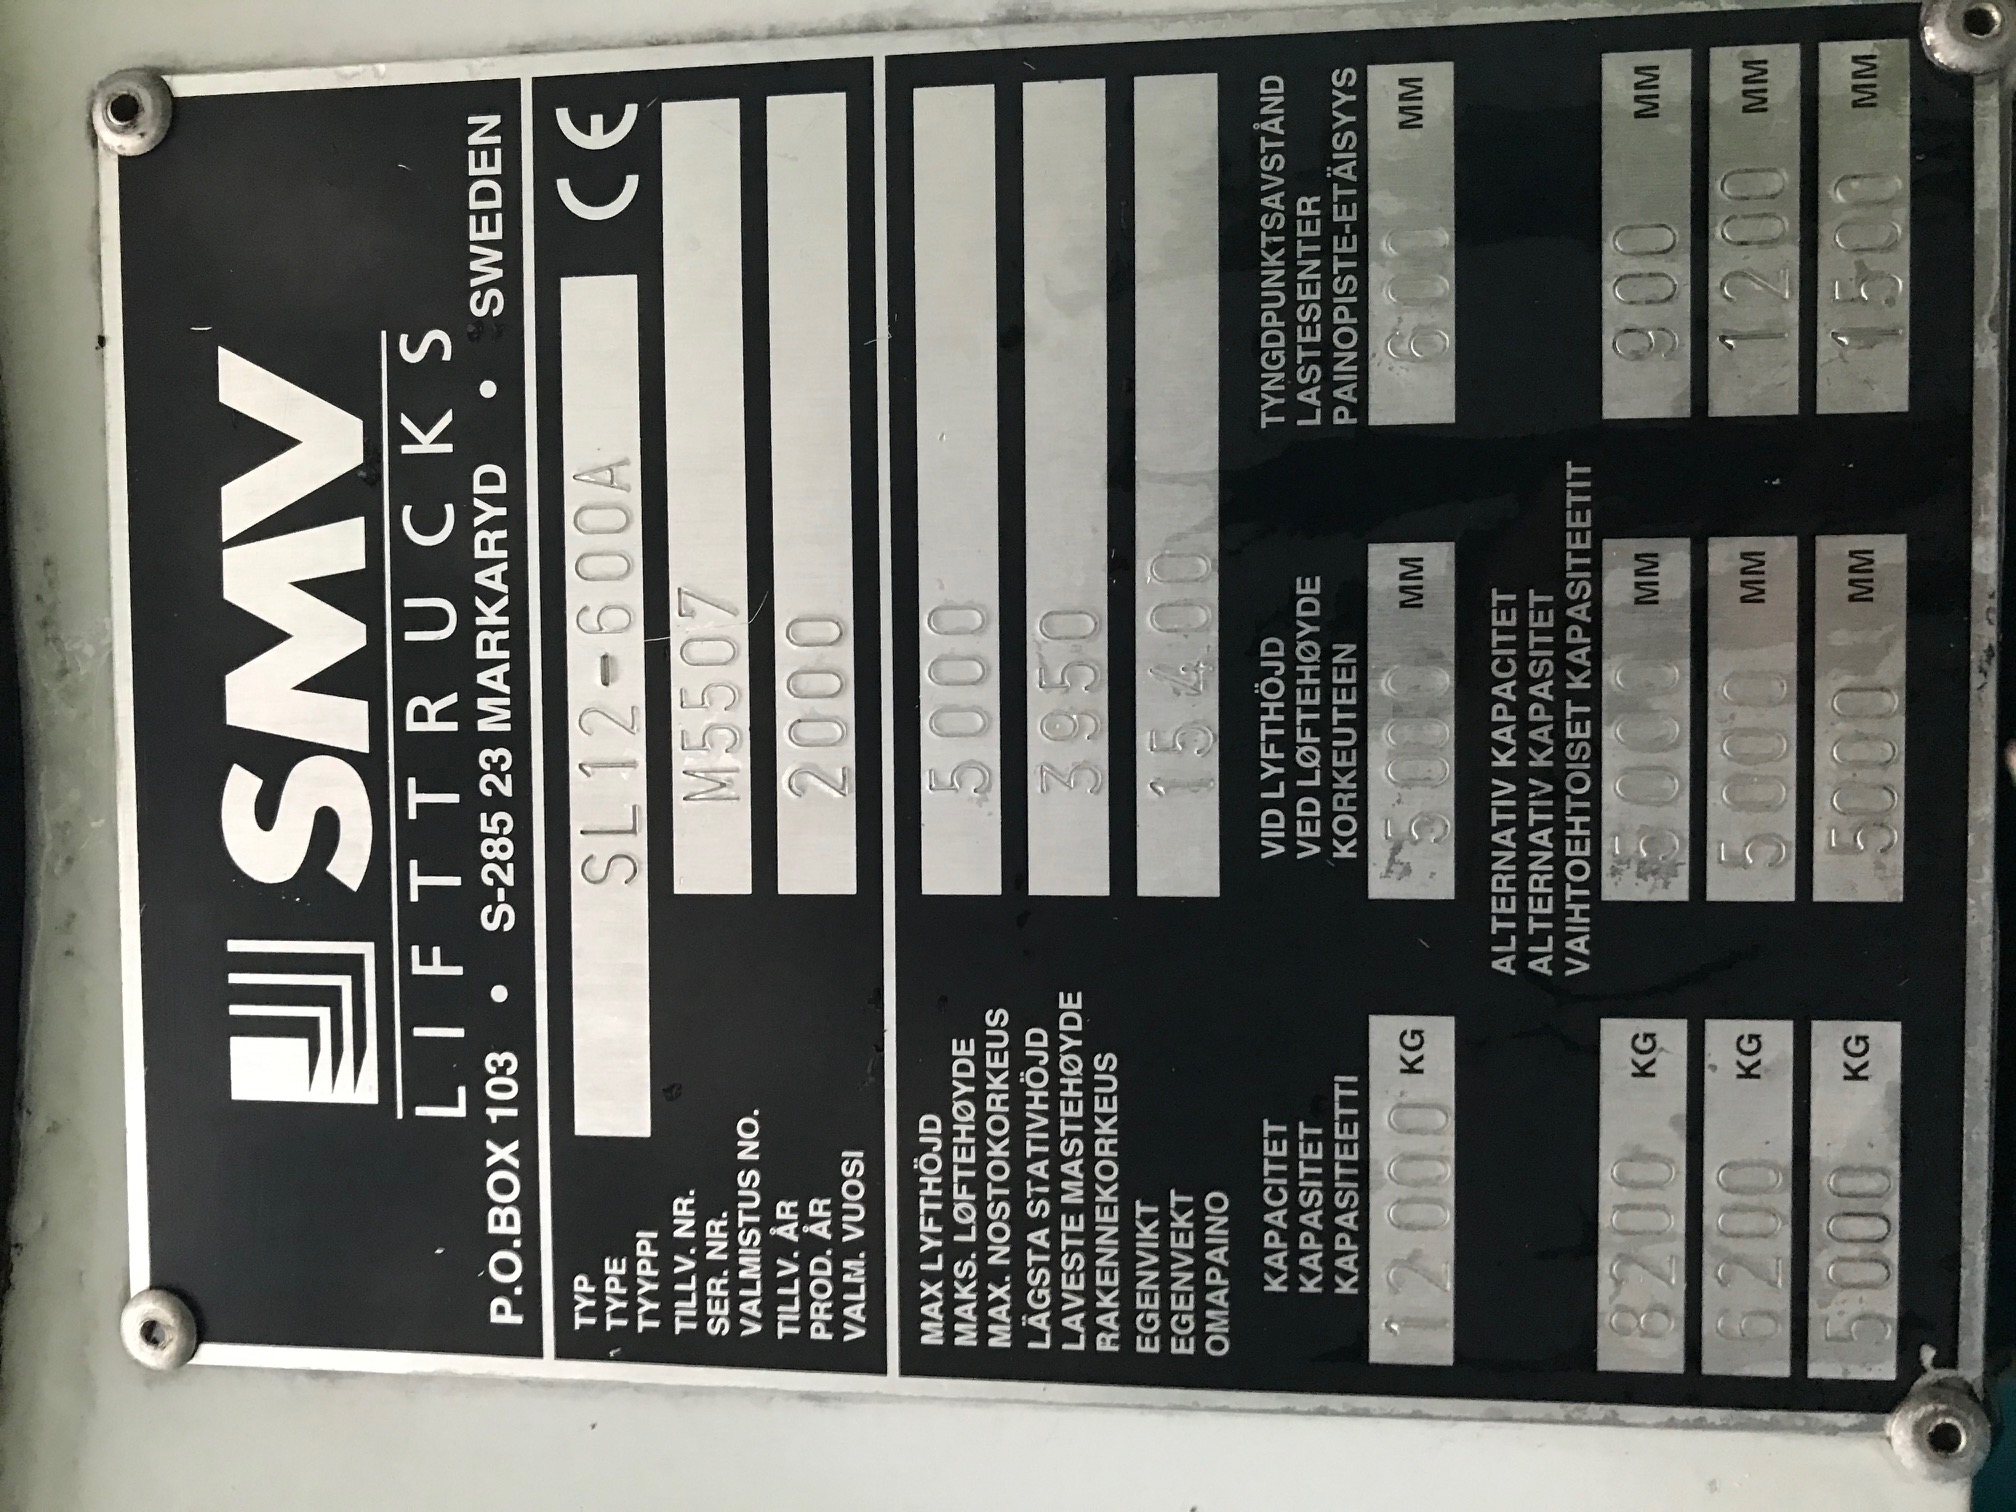 SMV
LIFTTRUCKS
P.O.BOX 103 • S-285 23 MARKARYD • SWEDEN
TYP
TYPE SL12-600A CE
TYYPPI
TILLV. NR.
SER. NR. M5507
VALMISTUS NO.
TILLV. ÅR
PROD. ÅR 2000
VALM. VUOSI
MAX LYFTHÖJD
MAKS. LØFTEHØYDE 5000
MAX. NOSTOKORKEUS
LÄGSTA STATIVHÖJD
LAVESTE MASTEHØYDE 3950
RAKENNEKORKEUS
EGENVIKT
EGENVEKT 15400
OMAPAINO
KAPACITET VID LYFTHÖJD TYNGDPUNKTSAVSTÅND
KAPASITET VED LØFTEHØYDE LASTESENTER
KAPASITEETTI KORKEUTEEN PAINOPISTE-ETÄISYYS
12000 KG 5000 MM 600 MM
ALTERNATIV KAPACITET
ALTERNATIV KAPASITET
VAIHTOEHTOISET KAPASITEETIT
8200 KG 5000 MM 900 MM
6200 KG 5000 MM 1200 MM
5000 KG 5000 MM 1500 MM